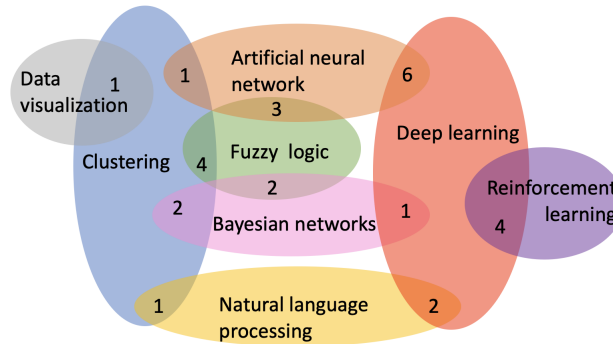 Artificial neural
network
1
6
Data
visualization
1
3
Deep learning
Clustering
4
Fuzzy logic
2
Reinforcement
learning
4
2
Bayesian networks
1
1
Natural language
processing
2